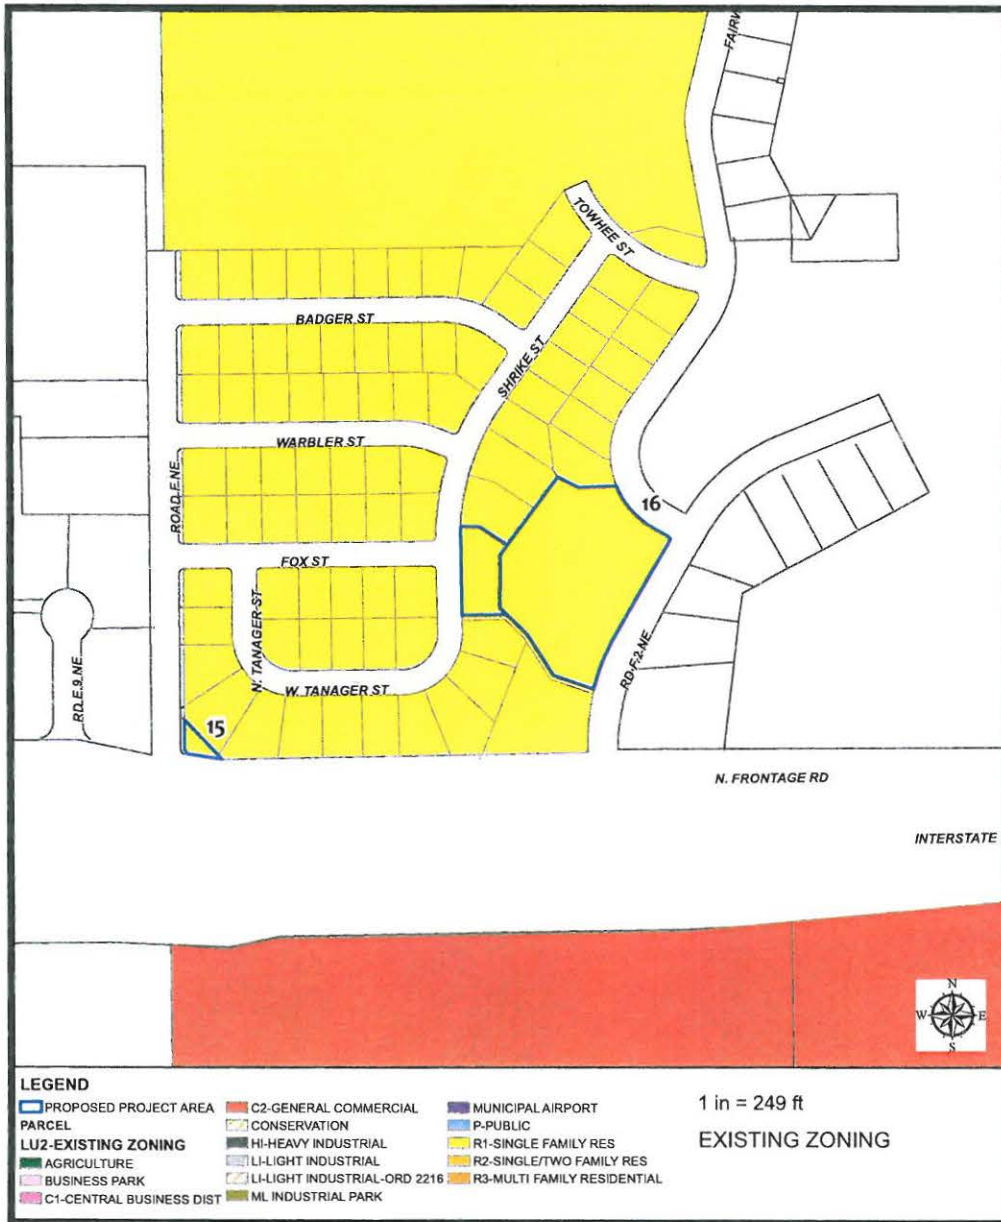 FAIRW
TOWHEE ST
BADGER ST
SHRIKE ST
WARBLER ST
ROAD F NE
16
FOX ST
N. TANAGER ST
W. TANAGER ST
RD F.2 NE
RD E.9 NE
15
N. FRONTAGE RD
INTERSTATE
N
W E
S
LEGEND
PROPOSED PROJECT AREA
PARCEL
LU2-EXISTING ZONING
AGRICULTURE
BUSINESS PARK
C1-CENTRAL BUSINESS DIST
C2-GENERAL COMMERCIAL
CONSERVATION
HI-HEAVY INDUSTRIAL
LI-LIGHT INDUSTRIAL
LI-LIGHT INDUSTRIAL-ORD 2216
ML INDUSTRIAL PARK
MUNICIPAL AIRPORT
P-PUBLIC
R1-SINGLE FAMILY RES
R2-SINGLE/TWO FAMILY RES
R3-MULTI FAMILY RESIDENTIAL
1 in = 249 ft
EXISTING ZONING